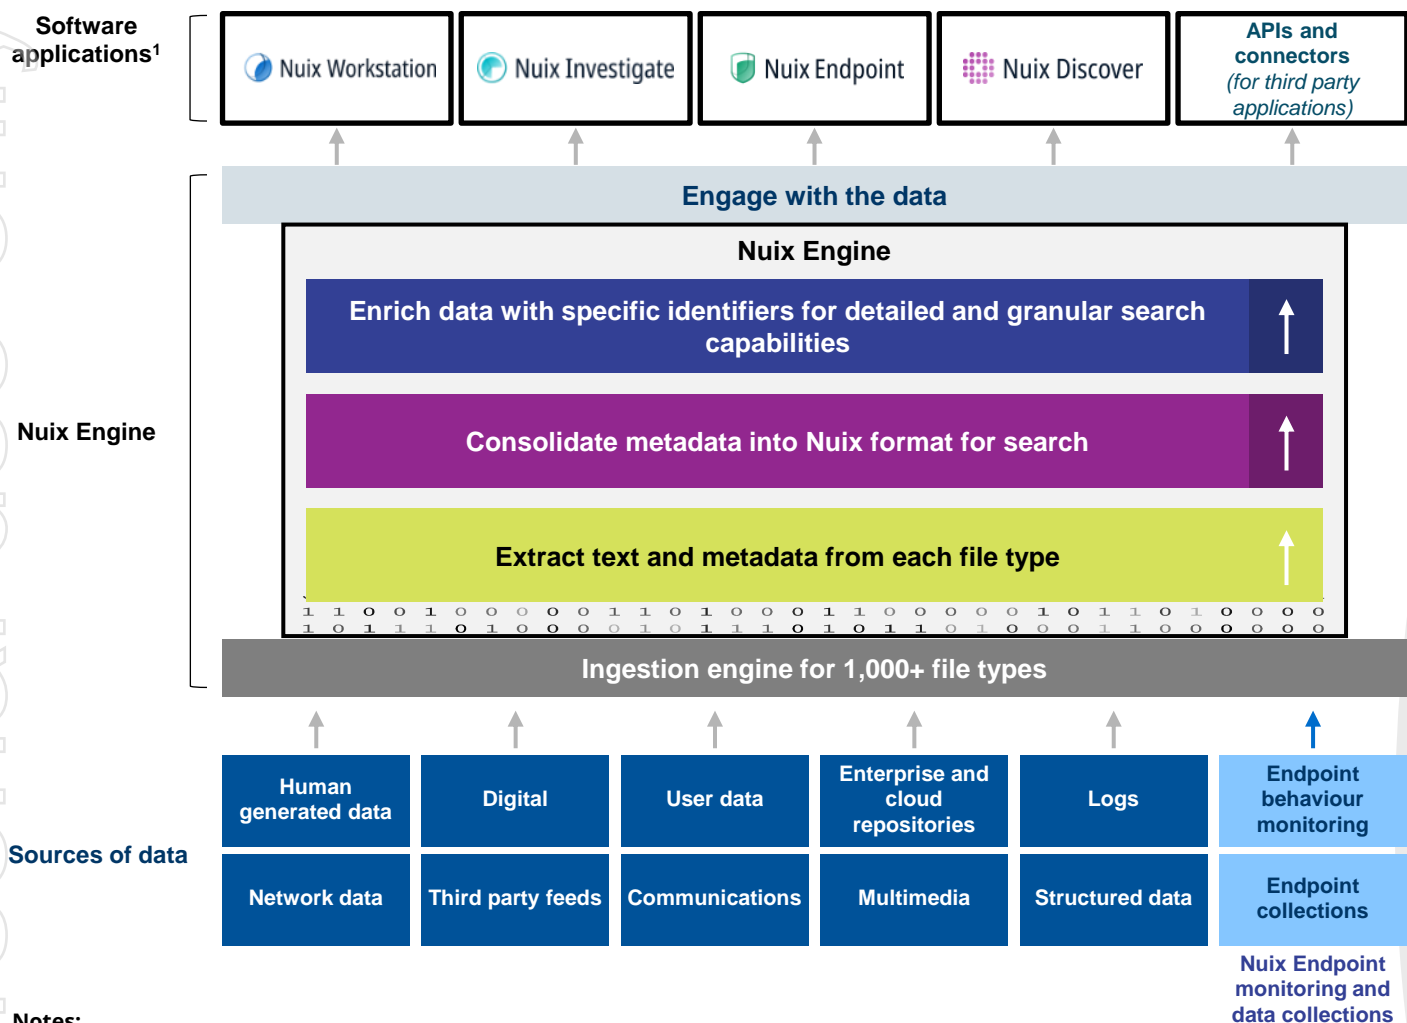 Software
applications¹
Nuix Workstation
Nuix Investigate
Nuix Endpoint
Nuix Discover
APIs and
connectors
(for third party
applications)
Engage with the data
Nuix Engine
Nuix Engine
Enrich data with specific identifiers for detailed and granular search
capabilities
Consolidate metadata into Nuix format for search
Extract text and metadata from each file type
1 1 0 0 1 0 0 0 0 0 1 1 0 1 0 0 0 1 1 0 0 0 0 0 1 0 1 1 0 1 0 0 0 0
1 0 1 1 1 0 1 0 0 0 0 1 0 1 1 1 0 1 0 1 1 0 1 0 0 0 1 1 0 0 0 0 0 0
Ingestion engine for 1,000+ file types
Sources of data
Human
generated data
Digital
User data
Enterprise and
cloud
repositories
Logs
Endpoint
behaviour
monitoring
Network data
Third party feeds
Communications
Multimedia
Structured data
Endpoint
collections
Nuix Endpoint
monitoring and
data collections
Notes: